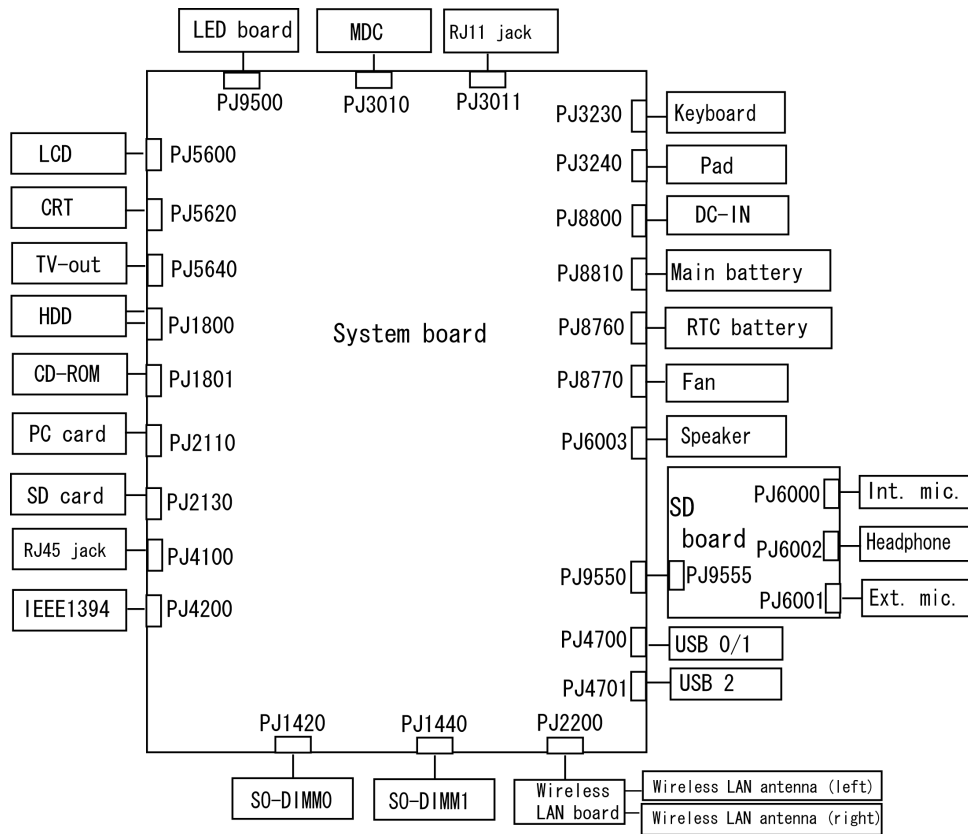 LED board
MDC
RJ11 jack
PJ9500
PJ3010
PJ3011
LCD
PJ5600
CRT
PJ5620
TV-out
PJ5640
HDD
PJ1800
CD-ROM
PJ1801
PC card
PJ2110
SD card
PJ2130
RJ45 jack
PJ4100
IEEE1394
PJ4200
System board
PJ3230
Keyboard
PJ3240
Pad
PJ8800
DC-IN
PJ8810
Main battery
PJ8760
RTC battery
PJ8770
Fan
PJ6003
Speaker
SD
board
PJ6000
Int. mic.
PJ6002
Headphone
PJ9550
PJ9555
PJ6001
Ext. mic.
PJ4700
USB 0/1
PJ4701
USB 2
PJ1420
PJ1440
PJ2200
SO-DIMM0
SO-DIMM1
Wireless
LAN board
Wireless LAN antenna (left)
Wireless LAN antenna (right)